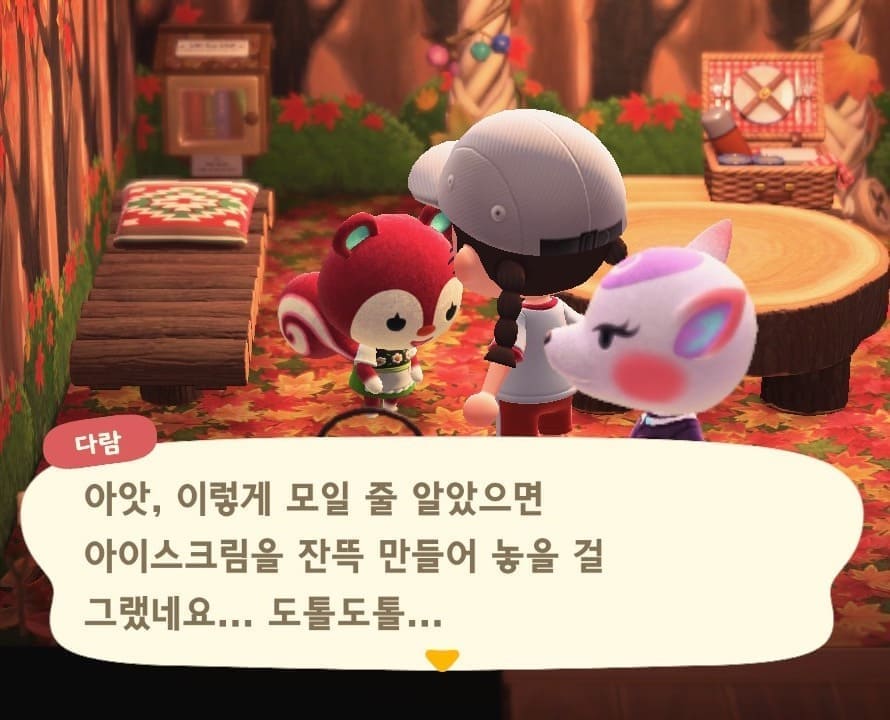 다람
아앗, 이렇게 모일 줄 알았으면
아이스크림을 잔뜩 만들어 놓을 걸
그랬네요... 도톨도톨...